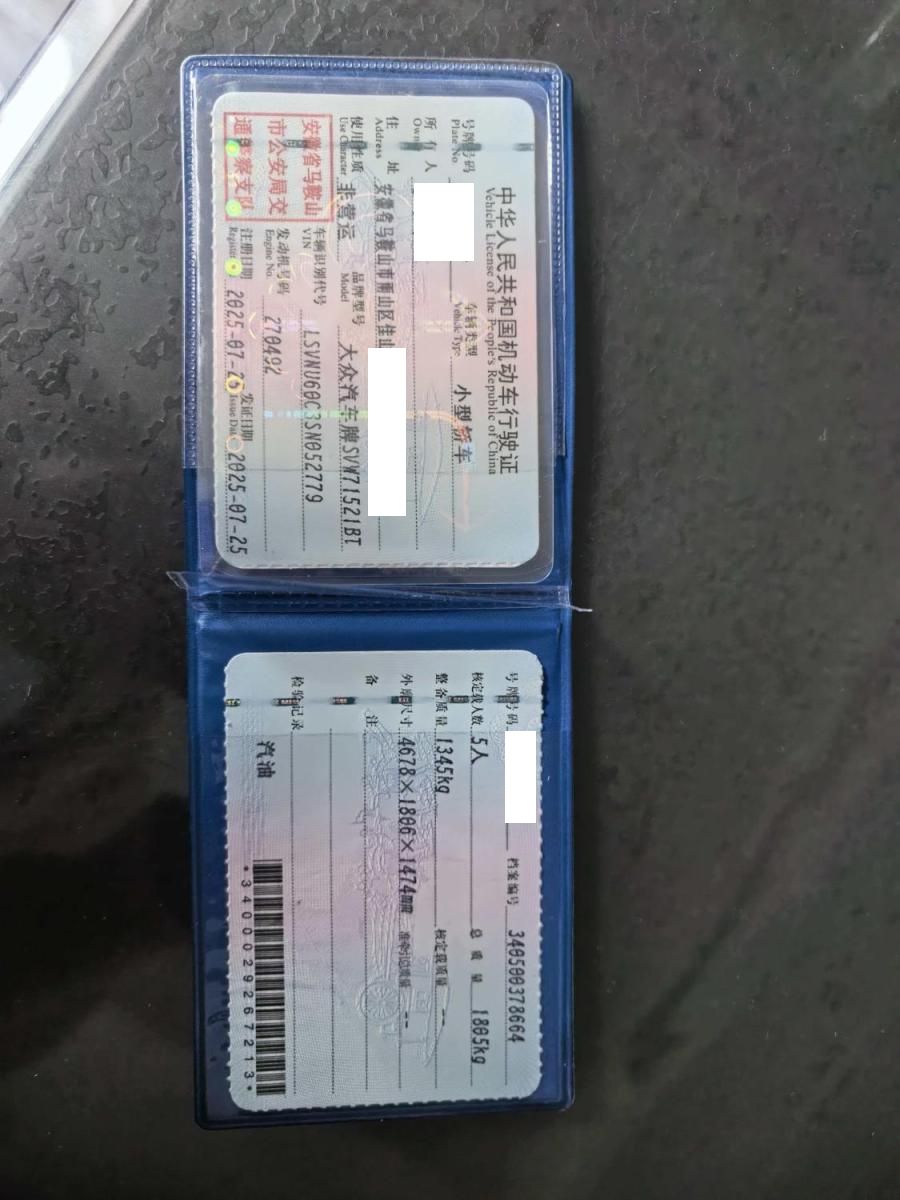 中华人民共和国机动车行驶证
Vehicle License of the People's Republic of China
号牌号码 车辆类型 小型轿车
Plate No. Vehicle Type
所有人
Owner
住址 安徽省马鞍山市雨山区佳山
Address
使用性质 非营运 品牌型号 大众汽车牌SVW71521BT
Use Character Model
安徽省马鞍山市公安局交通警察支队
车辆识别代号 LSVNU60C3SN052779
VIN
发动机号码 270492
Engine No.
注册日期 2025-07-25 发证日期 2025-07-25
Register Issue Date
号牌号码 档案编号 340500378664
核定载人数 5人 总质量 1805kg
整备质量 1345kg 核定载质量 --
外廓尺寸 4678×1806×1474mm 准牵引总质量 --
备注
检验记录
汽油
*3400029267213*